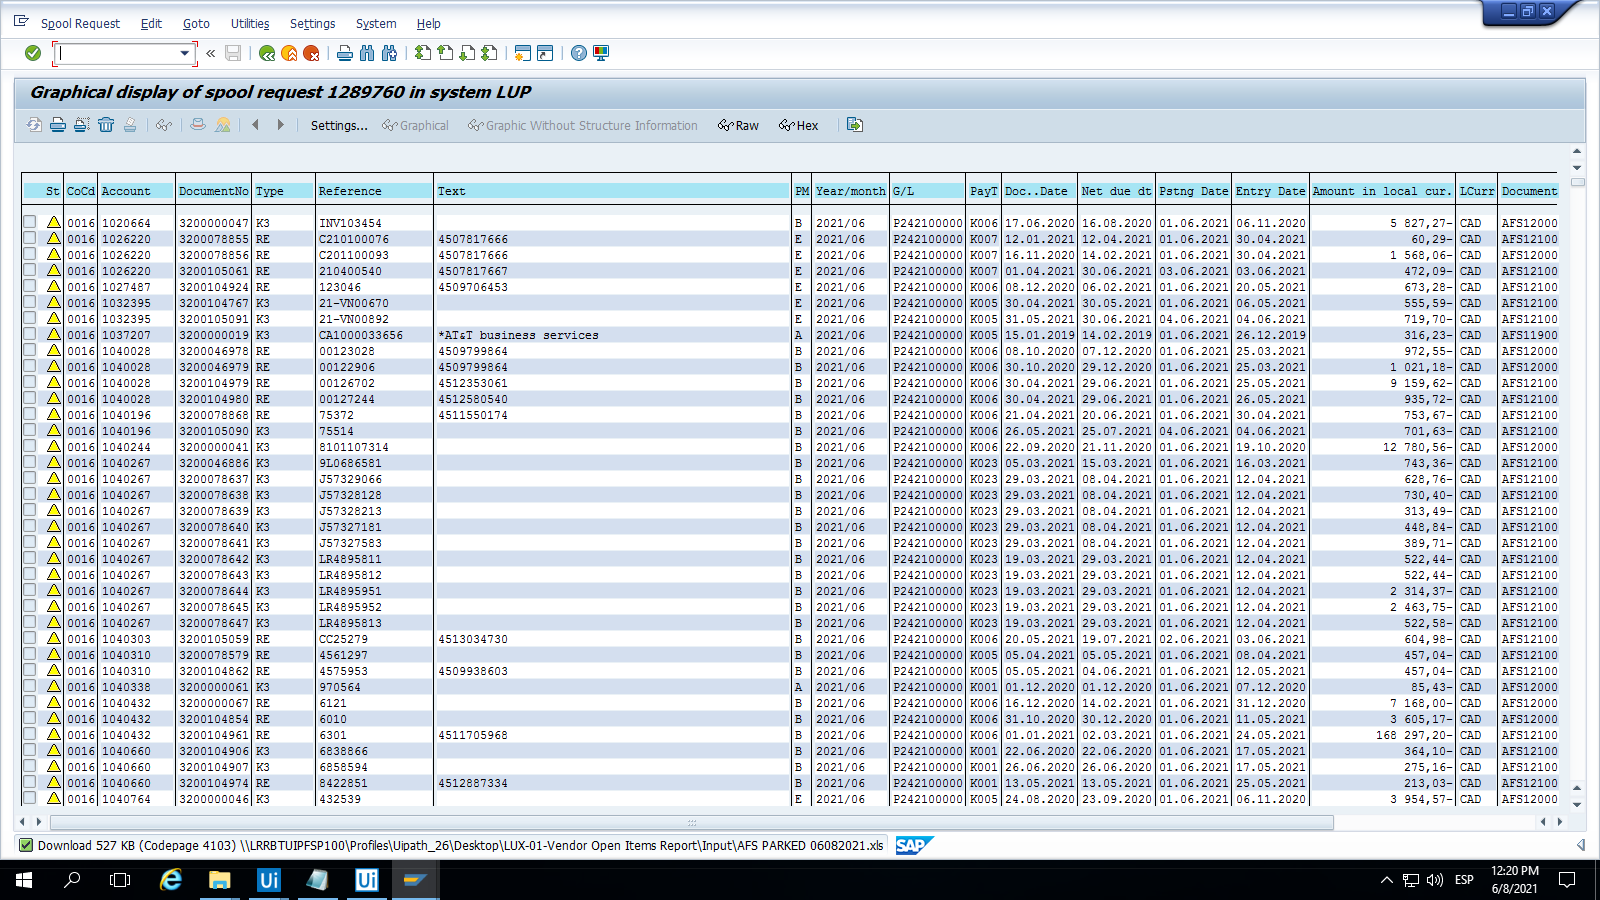 Spool Request Edit Goto Utilities Settings System Help
Graphical display of spool request 1289760 in system LUP
Settings... Graphical Graphic Without Structure Information Raw Hex
St CoCd Account DocumentNo Type Reference Text PM Year/month G/L PayT Doc..Date Net due dt Pstng Date Entry Date Amount in local cur. LCurr Document
0016 1020664 3200000047 K3 INV103454 B 2021/06 P242100000 K006 17.06.2020 16.08.2020 01.06.2021 06.11.2020 5 827,27- CAD AFS12000
0016 1026220 3200078855 RE C210100076 4507817666 E 2021/06 P242100000 K007 12.01.2021 12.04.2021 01.06.2021 30.04.2021 60,29- CAD AFS12100
0016 1026220 3200078856 RE C201100093 4507817666 E 2021/06 P242100000 K007 16.11.2020 14.02.2021 01.06.2021 30.04.2021 1 568,06- CAD AFS12000
0016 1026220 3200105061 RE 210400540 4507817667 E 2021/06 P242100000 K007 01.04.2021 30.06.2021 03.06.2021 03.06.2021 472,09- CAD AFS12100
0016 1027487 3200104924 RE 123046 4509706453 E 2021/06 P242100000 K006 08.12.2020 06.02.2021 01.06.2021 20.05.2021 673,28- CAD AFS12000
0016 1032395 3200104767 K3 21-VN00670 E 2021/06 P242100000 K005 30.04.2021 30.05.2021 01.06.2021 06.05.2021 555,59- CAD AFS12100
0016 1032395 3200105091 K3 21-VN00892 E 2021/06 P242100000 K005 31.05.2021 30.06.2021 04.06.2021 04.06.2021 719,70- CAD AFS12100
0016 1037207 3200000019 K3 CA1000033656 *AT&T business services A 2021/06 P242100000 K005 15.01.2019 14.02.2019 01.06.2021 26.12.2019 316,23- CAD AFS11900
0016 1040028 3200046978 RE 00123028 4509799864 B 2021/06 P242100000 K006 08.10.2020 07.12.2020 01.06.2021 25.03.2021 972,55- CAD AFS12000
0016 1040028 3200046979 RE 00122906 4509799864 B 2021/06 P242100000 K006 30.10.2020 29.12.2020 01.06.2021 25.03.2021 1 021,18- CAD AFS12000
0016 1040028 3200104979 RE 00126702 4512353061 B 2021/06 P242100000 K006 30.04.2021 29.06.2021 01.06.2021 25.05.2021 9 159,62- CAD AFS12100
0016 1040028 3200104980 RE 00127244 4512580540 B 2021/06 P242100000 K006 30.04.2021 29.06.2021 01.06.2021 26.05.2021 935,72- CAD AFS12100
0016 1040196 3200078868 RE 75372 4511550174 B 2021/06 P242100000 K006 21.04.2021 20.06.2021 01.06.2021 30.04.2021 753,67- CAD AFS12100
0016 1040196 3200105090 K3 75514 B 2021/06 P242100000 K006 26.05.2021 25.07.2021 04.06.2021 04.06.2021 701,63- CAD AFS12100
0016 1040244 3200000041 K3 8101107314 B 2021/06 P242100000 K006 22.09.2020 21.11.2020 01.06.2021 19.10.2020 12 780,56- CAD AFS12000
0016 1040267 3200046886 K3 9L0686581 B 2021/06 P242100000 K023 05.03.2021 15.03.2021 01.06.2021 16.03.2021 743,36- CAD AFS12100
0016 1040267 3200078637 K3 J57329066 B 2021/06 P242100000 K023 29.03.2021 08.04.2021 01.06.2021 12.04.2021 628,76- CAD AFS12100
0016 1040267 3200078638 K3 J57328128 B 2021/06 P242100000 K023 29.03.2021 08.04.2021 01.06.2021 12.04.2021 730,40- CAD AFS12100
0016 1040267 3200078639 K3 J57328213 B 2021/06 P242100000 K023 29.03.2021 08.04.2021 01.06.2021 12.04.2021 313,49- CAD AFS12100
0016 1040267 3200078640 K3 J57327181 B 2021/06 P242100000 K023 29.03.2021 08.04.2021 01.06.2021 12.04.2021 448,84- CAD AFS12100
0016 1040267 3200078641 K3 J57327583 B 2021/06 P242100000 K023 29.03.2021 08.04.2021 01.06.2021 12.04.2021 389,71- CAD AFS12100
0016 1040267 3200078642 K3 LR4895811 B 2021/06 P242100000 K023 19.03.2021 29.03.2021 01.06.2021 12.04.2021 522,44- CAD AFS12100
0016 1040267 3200078643 K3 LR4895812 B 2021/06 P242100000 K023 19.03.2021 29.03.2021 01.06.2021 12.04.2021 522,44- CAD AFS12100
0016 1040267 3200078644 K3 LR4895951 B 2021/06 P242100000 K023 19.03.2021 29.03.2021 01.06.2021 12.04.2021 2 314,37- CAD AFS12100
0016 1040267 3200078645 K3 LR4895952 B 2021/06 P242100000 K023 19.03.2021 29.03.2021 01.06.2021 12.04.2021 2 463,75- CAD AFS12100
0016 1040267 3200078647 K3 LR4895813 B 2021/06 P242100000 K023 19.03.2021 29.03.2021 01.06.2021 12.04.2021 522,58- CAD AFS12100
0016 1040303 3200105059 RE CC25279 4513034730 B 2021/06 P242100000 K006 20.05.2021 19.07.2021 02.06.2021 03.06.2021 604,98- CAD AFS12100
0016 1040310 3200078579 RE 4561297 B 2021/06 P242100000 K005 05.04.2021 05.05.2021 01.06.2021 08.04.2021 457,04- CAD AFS12100
0016 1040310 3200104862 RE 4575953 4509938603 B 2021/06 P242100000 K005 05.05.2021 04.06.2021 01.06.2021 12.05.2021 457,04- CAD AFS12100
0016 1040338 3200000061 K3 970564 A 2021/06 P242100000 K001 01.12.2020 01.12.2020 01.06.2021 07.12.2020 85,43- CAD AFS12000
0016 1040432 3200000067 RE 6121 B 2021/06 P242100000 K006 16.12.2020 14.02.2021 01.06.2021 31.12.2020 7 168,00- CAD AFS12000
0016 1040432 3200104854 RE 6010 B 2021/06 P242100000 K006 31.10.2020 30.12.2020 01.06.2021 11.05.2021 3 605,17- CAD AFS12000
0016 1040432 3200104961 RE 6301 4511705968 B 2021/06 P242100000 K006 01.01.2021 02.03.2021 01.06.2021 24.05.2021 168 297,20- CAD AFS12100
0016 1040660 3200104906 K3 6838866 B 2021/06 P242100000 K001 22.06.2020 22.06.2020 01.06.2021 17.05.2021 364,10- CAD AFS12000
0016 1040660 3200104907 K3 6858594 B 2021/06 P242100000 K001 26.06.2020 26.06.2020 01.06.2021 17.05.2021 275,16- CAD AFS12000
0016 1040660 3200104974 RE 8422851 4512887334 B 2021/06 P242100000 K001 13.05.2021 13.05.2021 01.06.2021 25.05.2021 213,03- CAD AFS12100
0016 1040764 3200000046 K3 432539 E 2021/06 P242100000 K005 24.08.2020 23.09.2020 01.06.2021 06.11.2020 3 954,57- CAD AFS12000
Download 527 KB (Codepage 4103) \\LRRBTUIPFSP100\Profiles\Uipath_26\Desktop\LUX-01-Vendor Open Items Report\Input\AFS PARKED 06082021.xls SAP
Ui Ui ESP 12:20 PM
6/8/2021